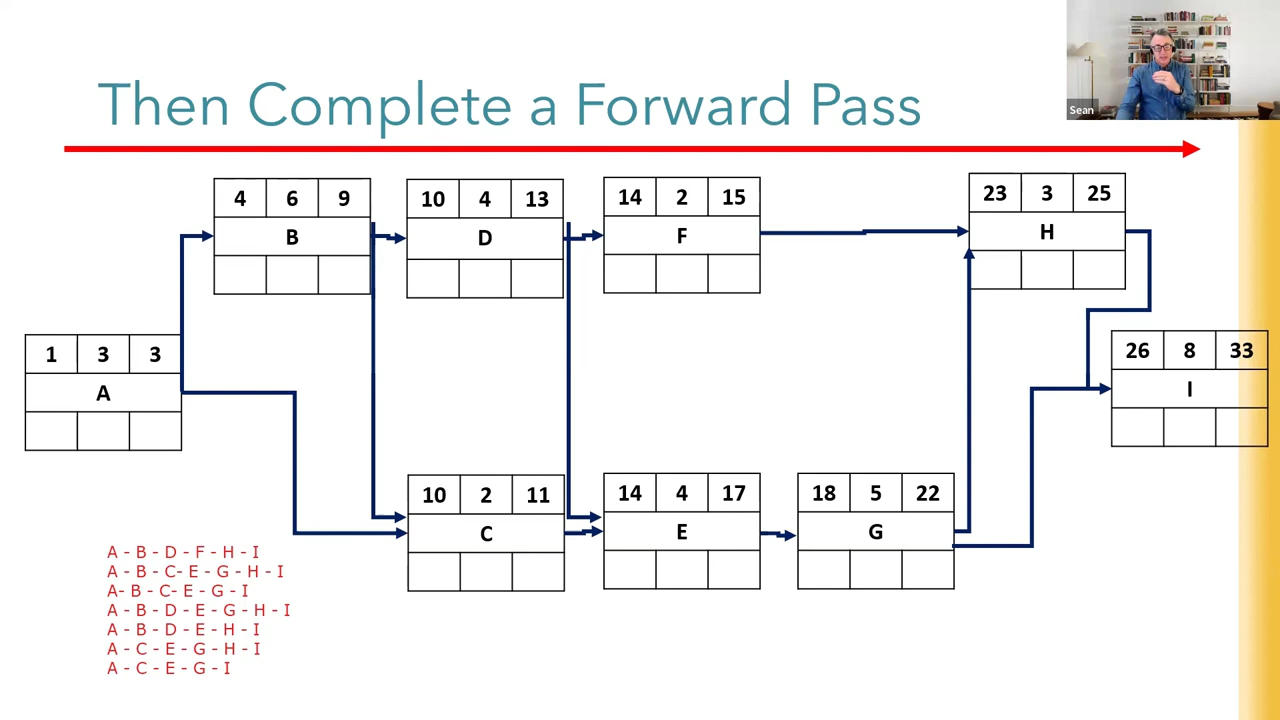 Then Complete a Forward Pass
Sean
4 6 9
B
10 4 13
D
14 2 15
F
23 3 25
H
1 3 3
A
26 8 33
I
10 2 11
C
14 4 17
E
18 5 22
G
A - B - D - F - H - I
A - B - C- E - G - H - I
A- B - C- E - G - I
A - B - D - E - G - H - I
A - B - D - E - H - I
A - C - E - G - H - I
A - C - E - G - I